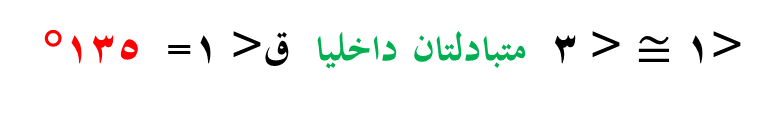 <١ ≅ <٣ متبادلتان داخليا ق<١ = ١٣٥°